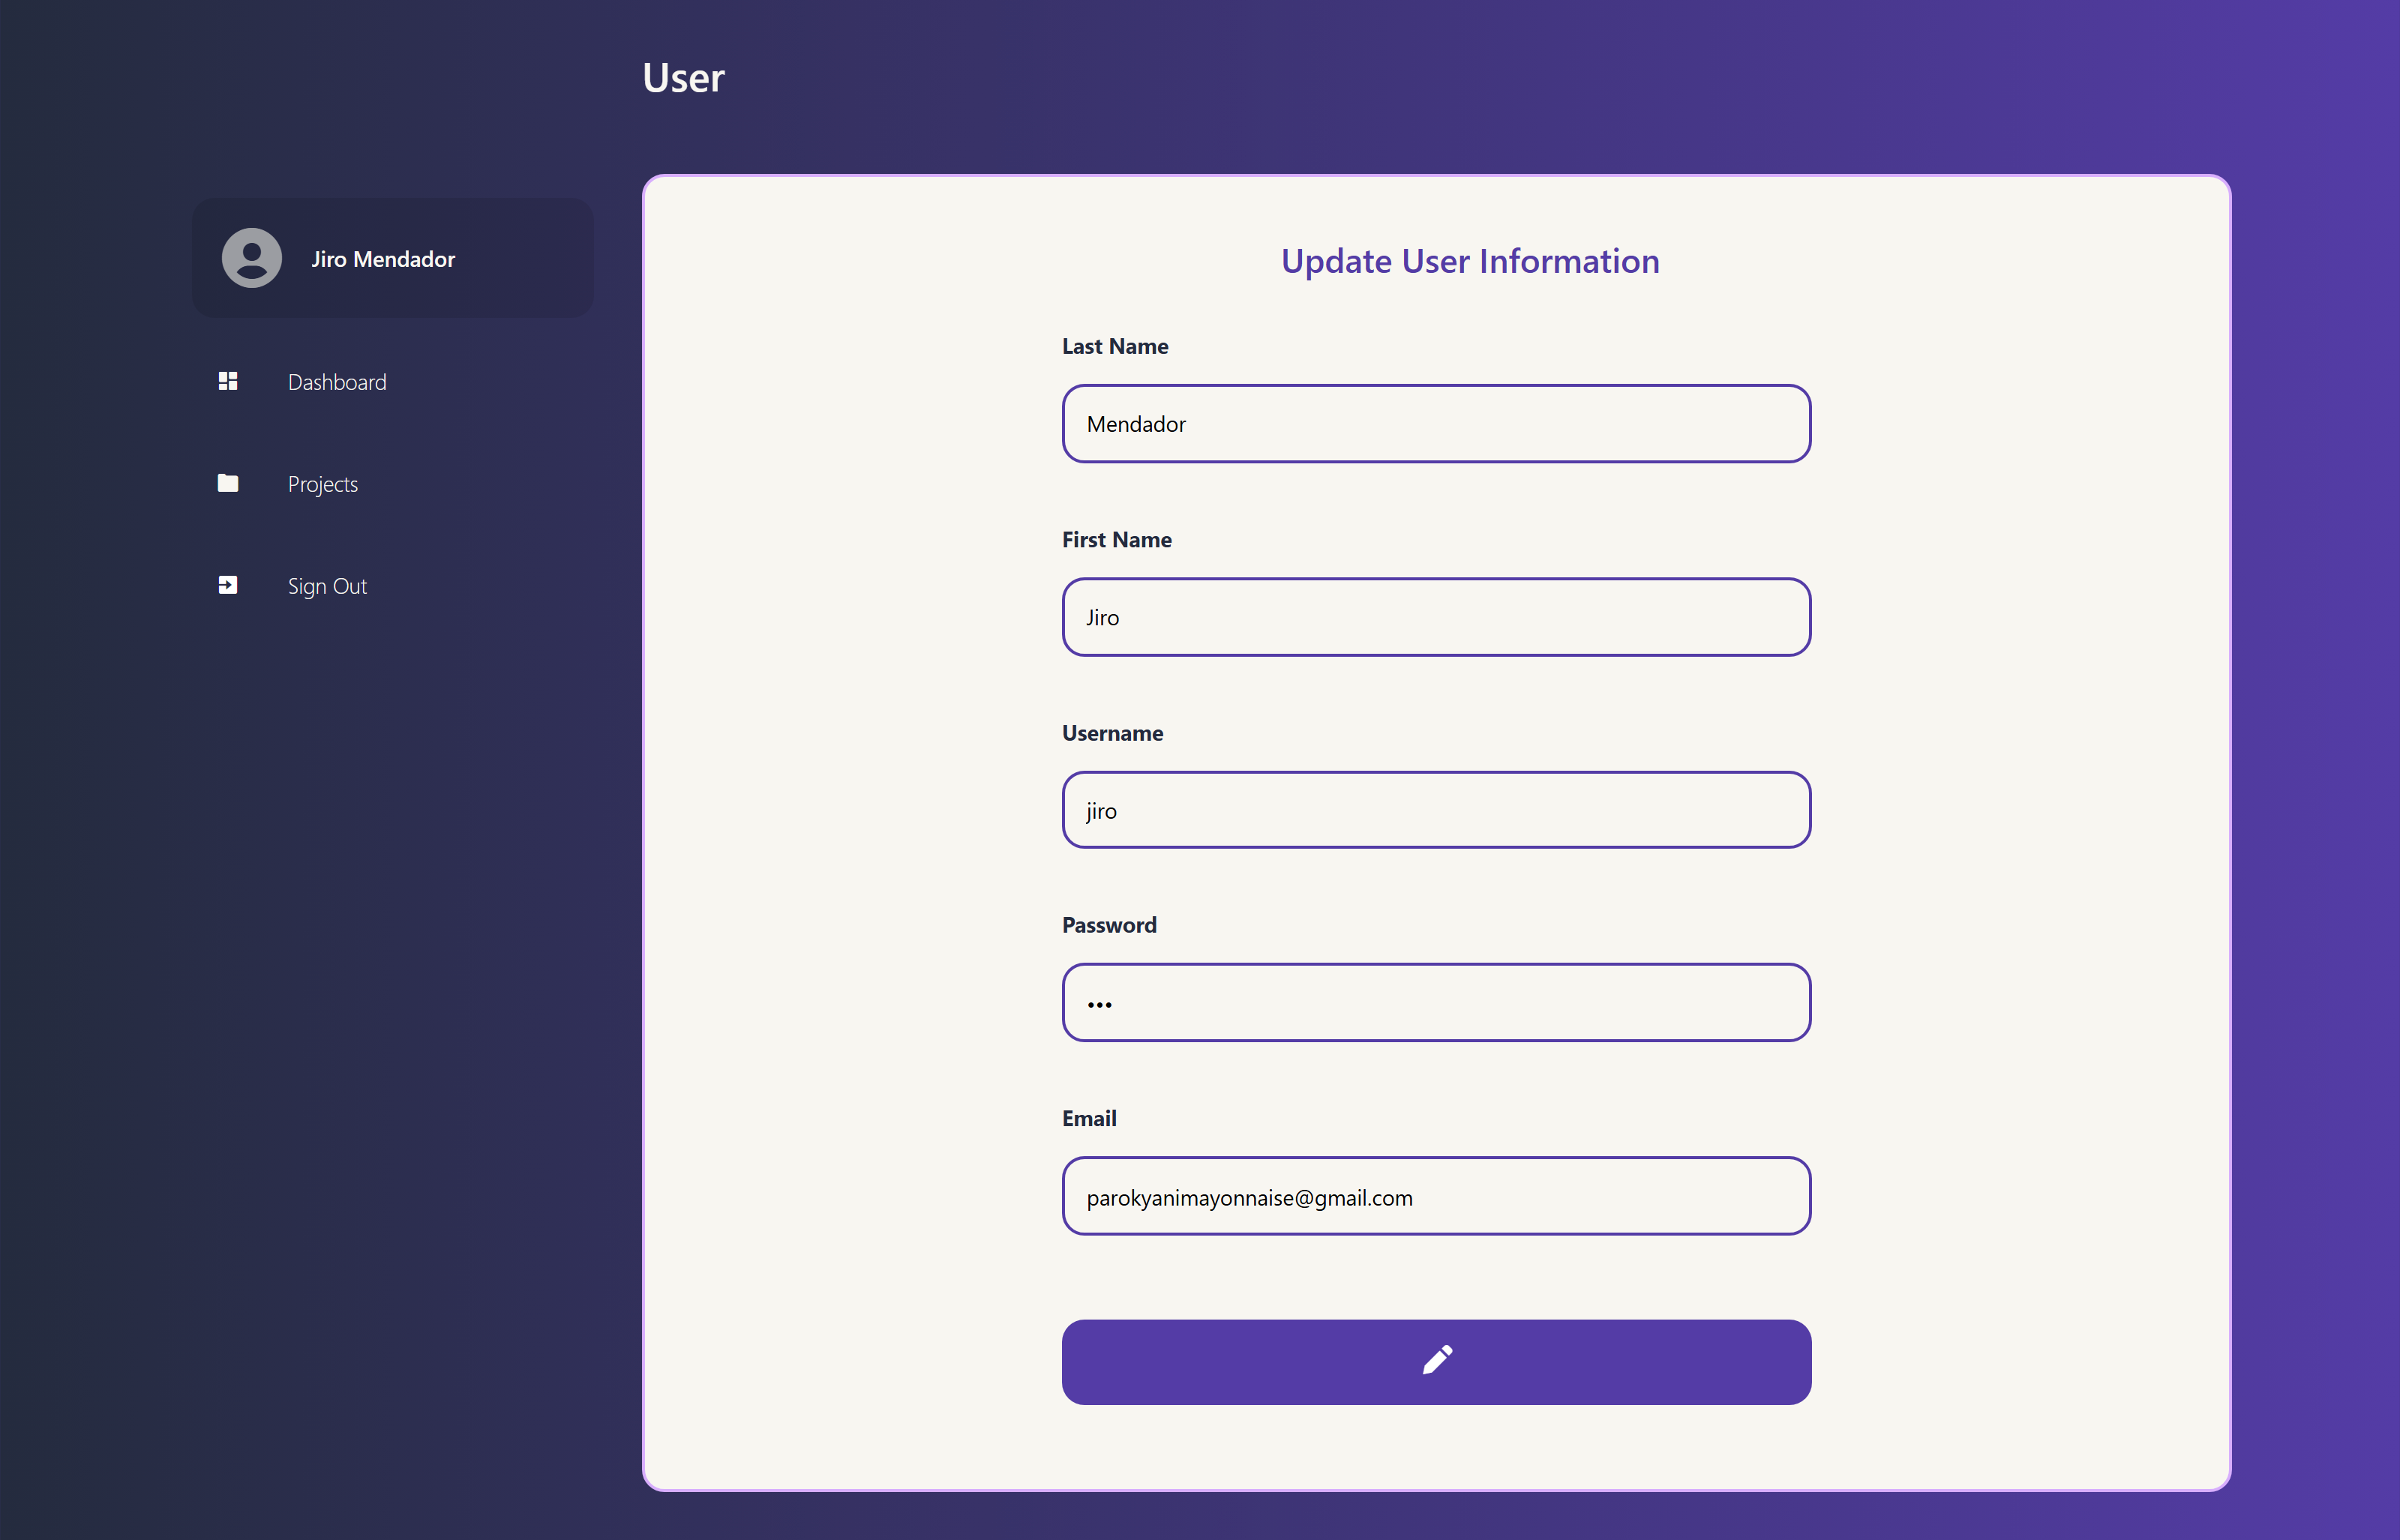 User
Jiro Mendador
Dashboard
Projects
Sign Out
Update User Information
Last Name
Mendador
First Name
Jiro
Username
jiro
Password
•••
Email
parokyanimayonnaise@gmail.com